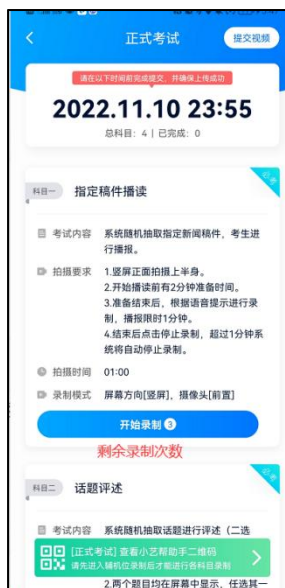 正式考试
提交视频
请在以下时间前完成提交，并确保上传成功
2022.11.10 23:55
总科目：4 | 已完成：0
必考
科目一 指定稿件播读
考试内容 系统随机抽取指定新闻稿件，考生进
行播报。
拍摄要求 1.竖屏正面拍摄上半身。
2.开始播读前有2分钟准备时间。
3.准备结束后，根据语音提示进行录
制，播报限时1分钟。
4.结束后点击停止录制，超过1分钟系
统将自动停止录制。
拍摄时间 01:00
录制模式 屏幕方向[竖屏]，摄像头[前置]
开始录制 3
剩余录制次数
必考
科目二 话题评述
考试内容 系统随机抽取话题进行评述（二选
[正式考试] 查看小艺帮助手二维码
请先进入辅机位录制后才能进行各科目录制
2.两个题目均在屏幕中显示，任选其一